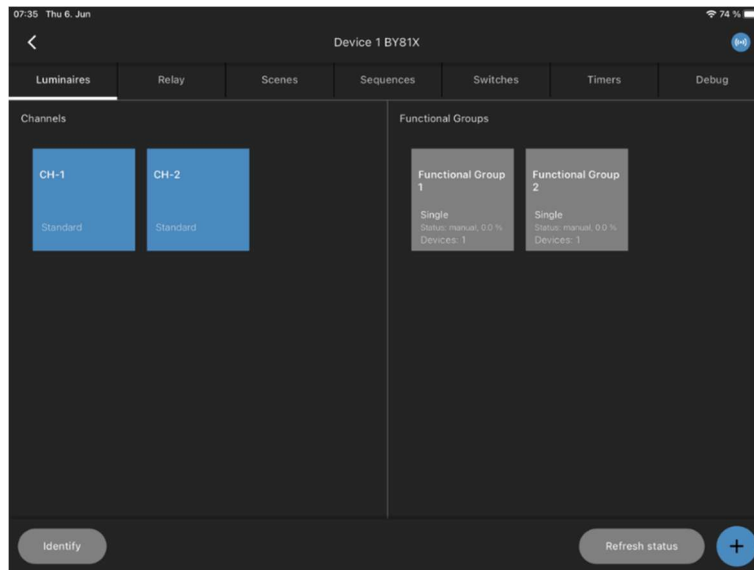 07:35 Thu 6. Jun
74 %
Device 1 BY81X
Luminaires
Relay
Scenes
Sequences
Switches
Timers
Debug
Channels
CH-1
Standard
CH-2
Standard
Functional Groups
Functional Group
1
Single
Status: manual, 0.0 %
Devices: 1
Functional Group
2
Single
Status: manual, 0.0 %
Devices: 1
Identify
Refresh status